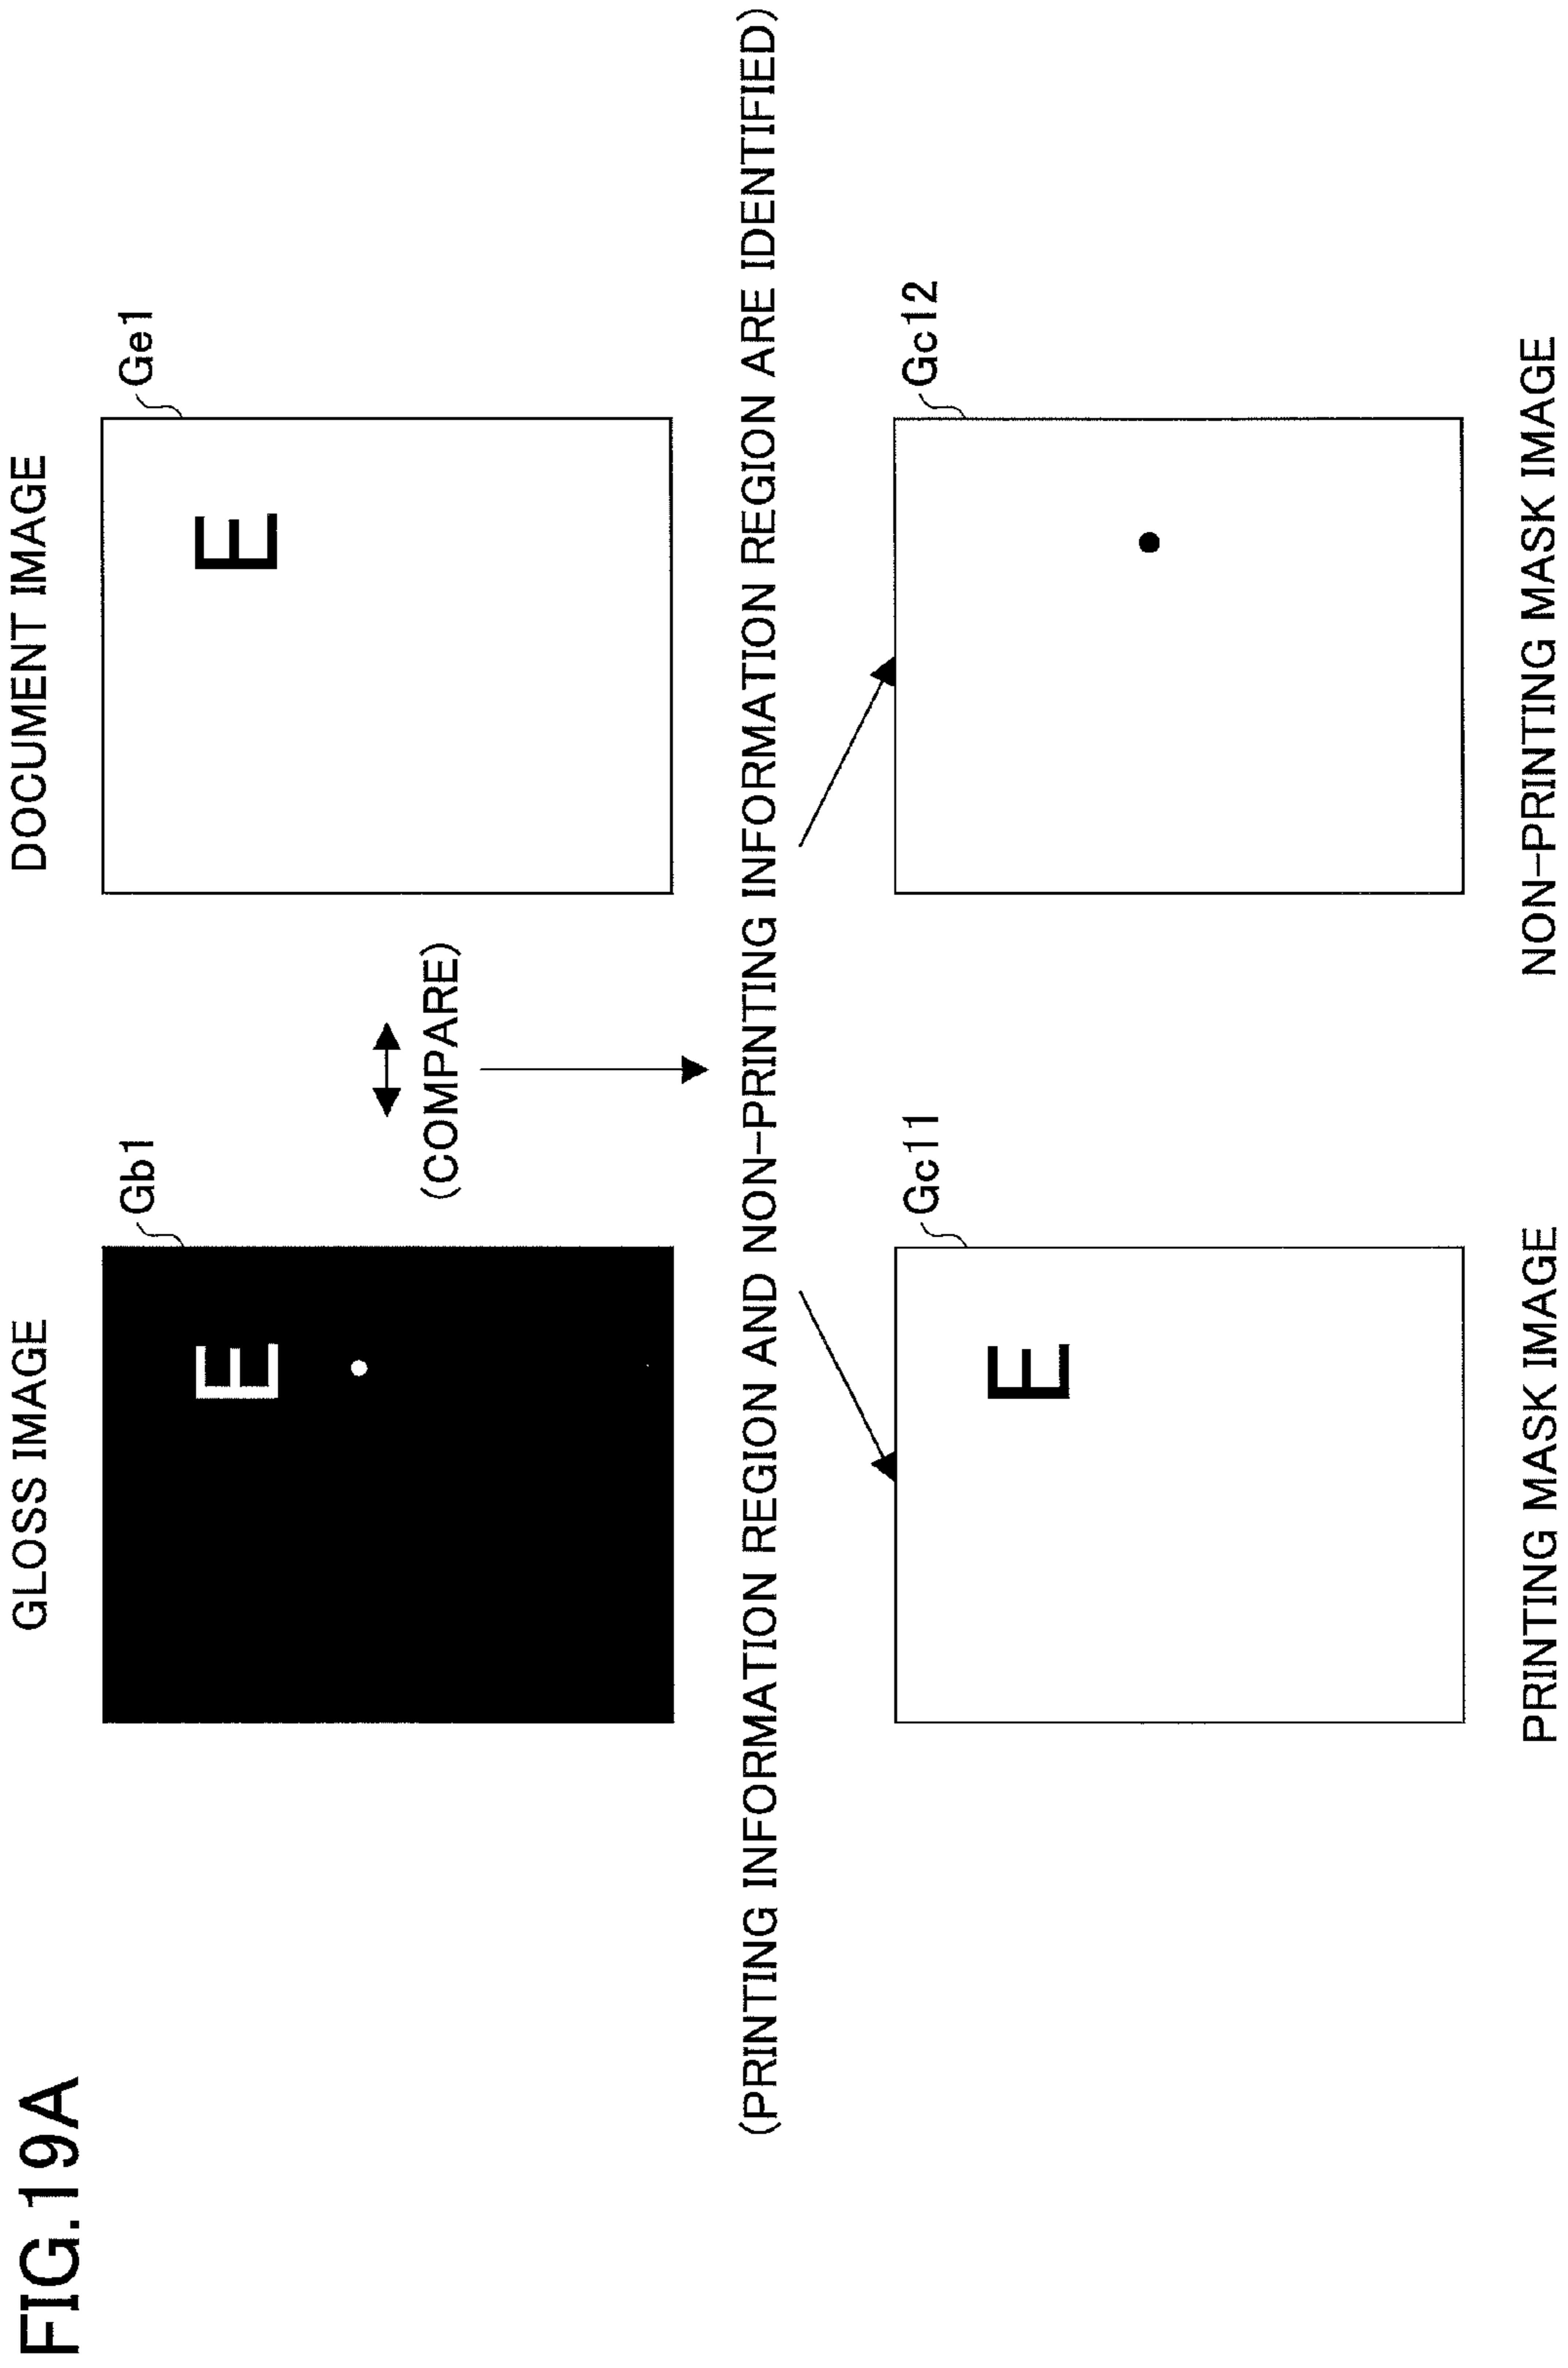 FIG.19A
GLOSS IMAGE
DOCUMENT IMAGE
Gb1
Ge1
E
E
(COMPARE)
(PRINTING INFORMATION REGION AND NON-PRINTING INFORMATION REGION ARE IDENTIFIED)
Gc11
Gc12
E
PRINTING MASK IMAGE
NON-PRINTING MASK IMAGE